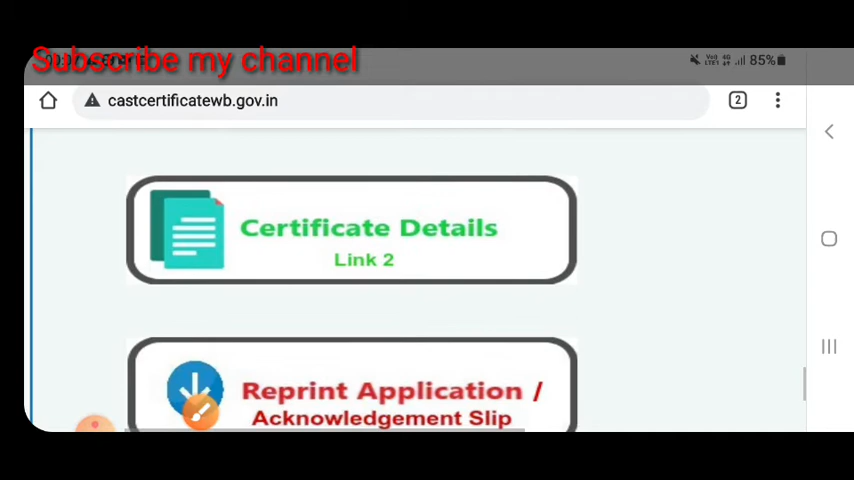 Subscribe my channel
85%
castcertificatewb.gov.in
2
Certificate Details
Link 2
Reprint Application /
Acknowledgement Slip